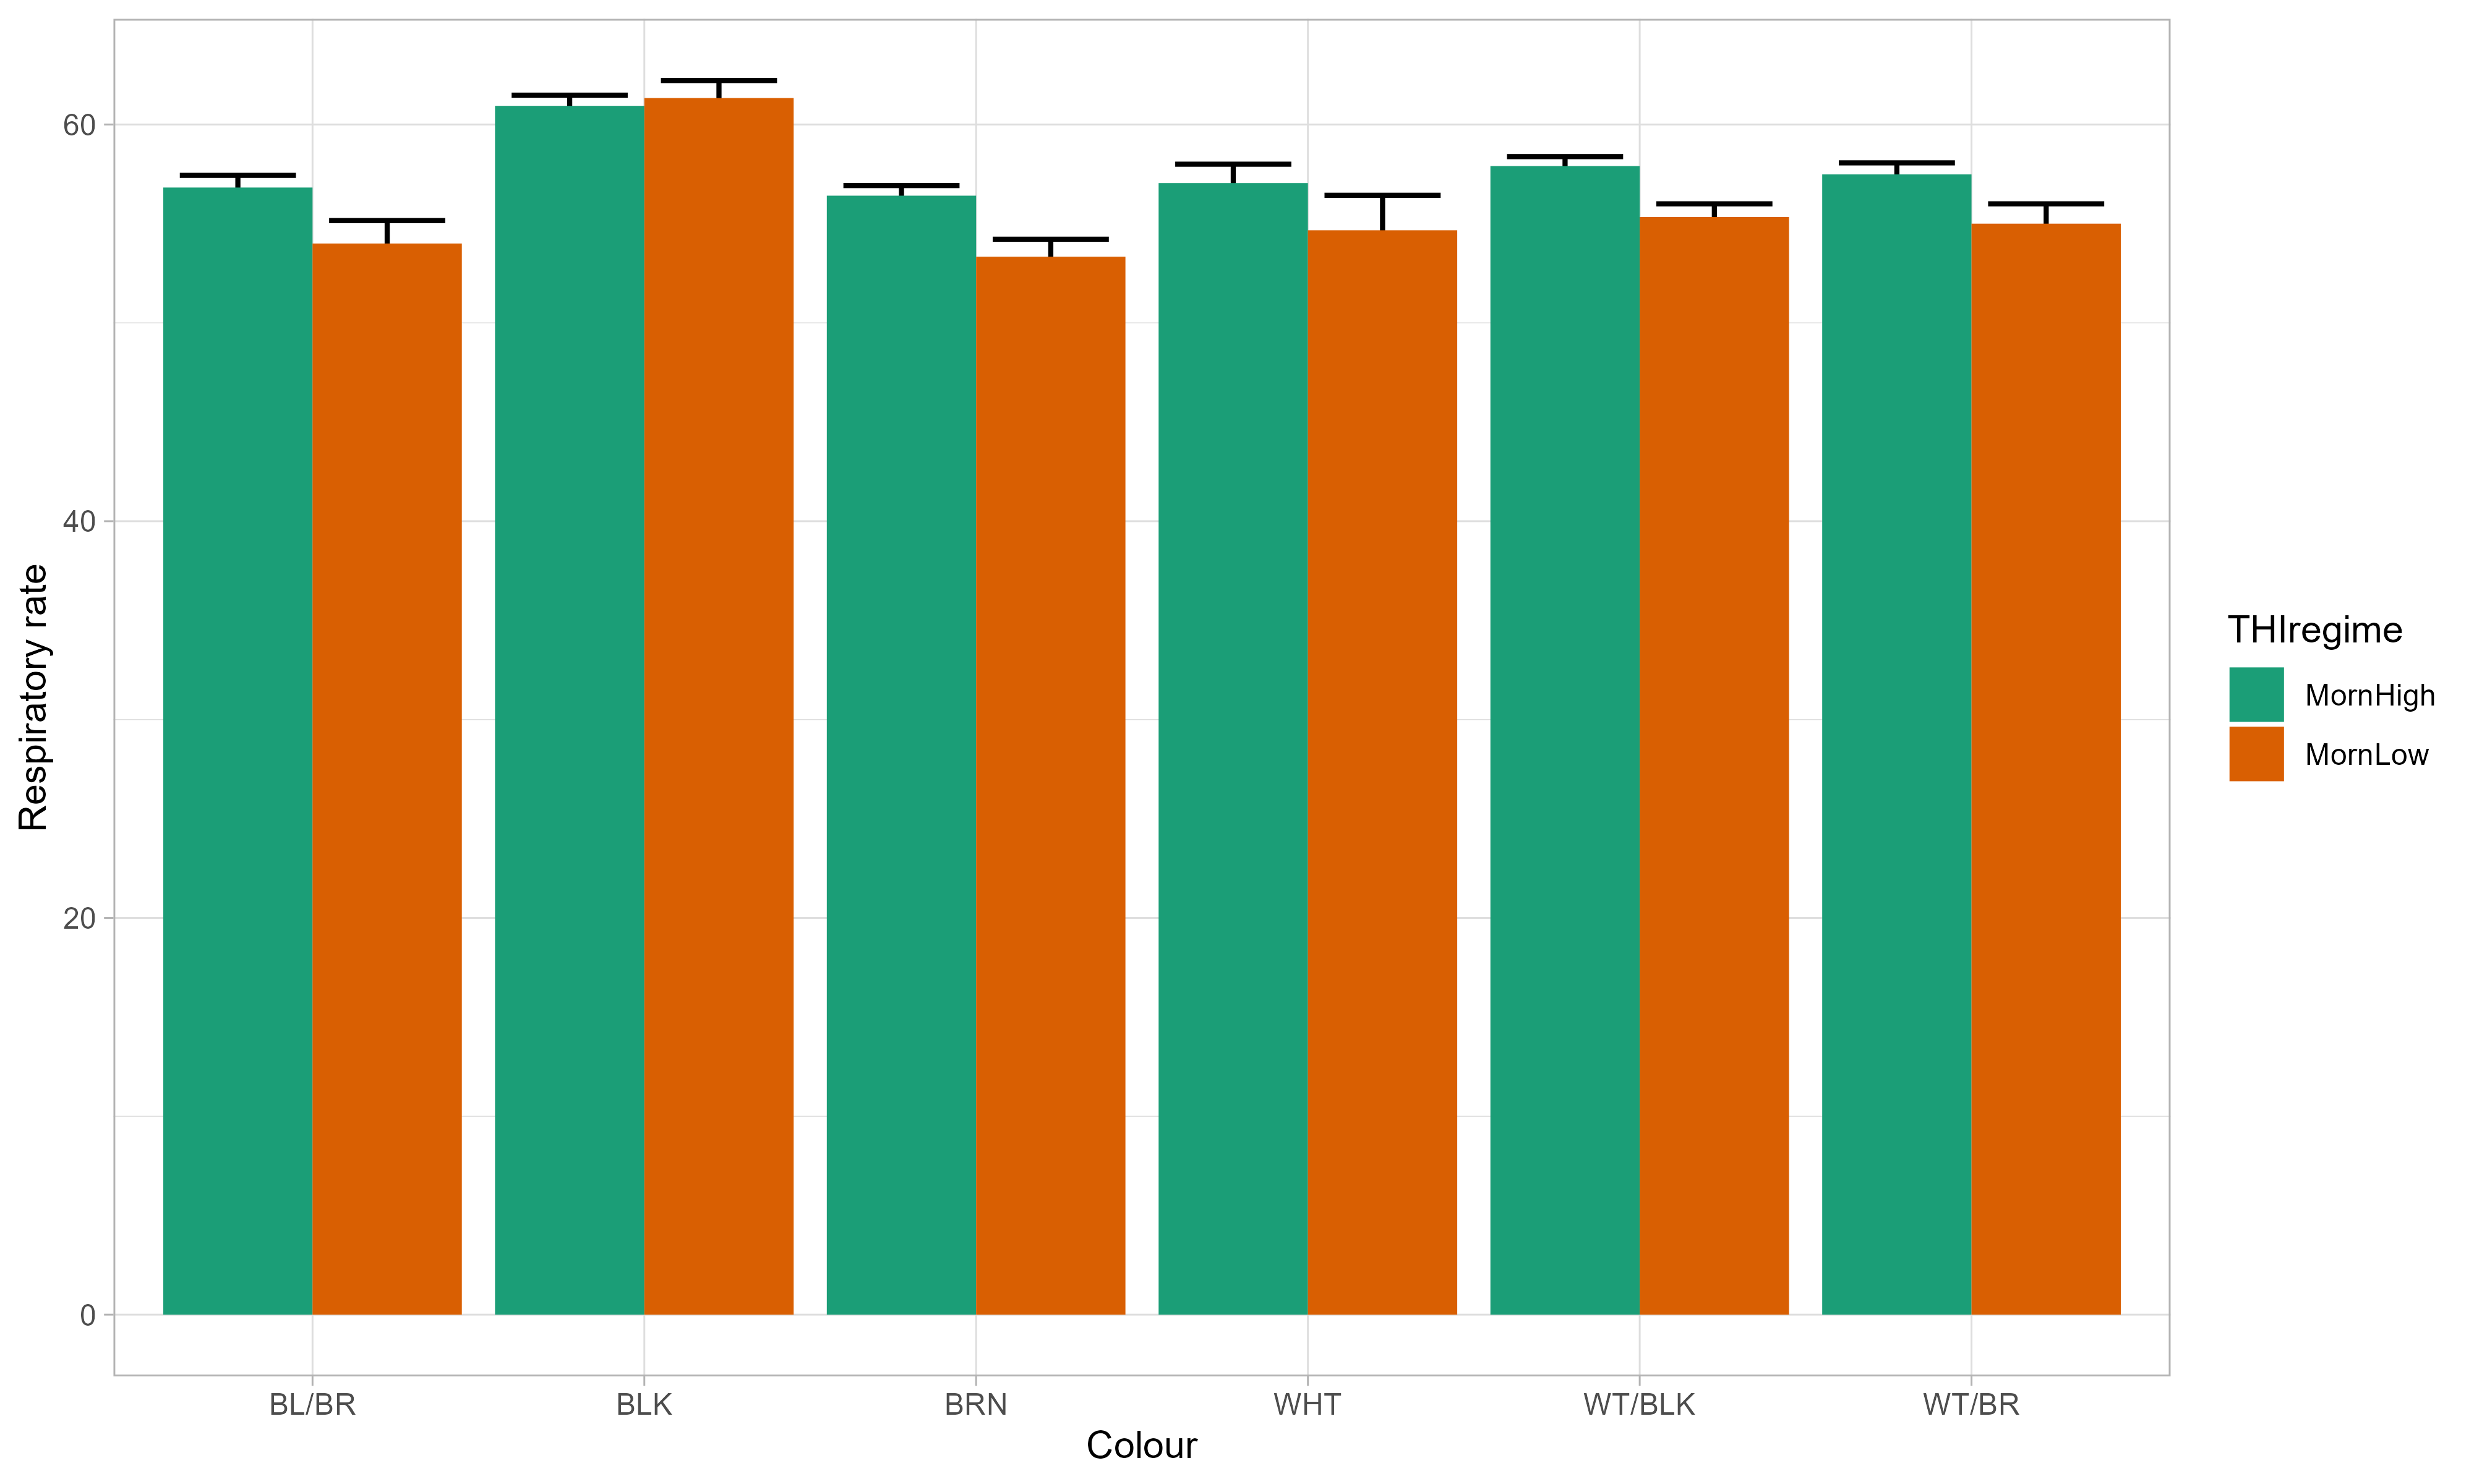 60
40
20
0
Respiratory rate
BL/BR
BLK
BRN
WHT
WT/BLK
WT/BR
Colour
THIregime
MornHigh
MornLow